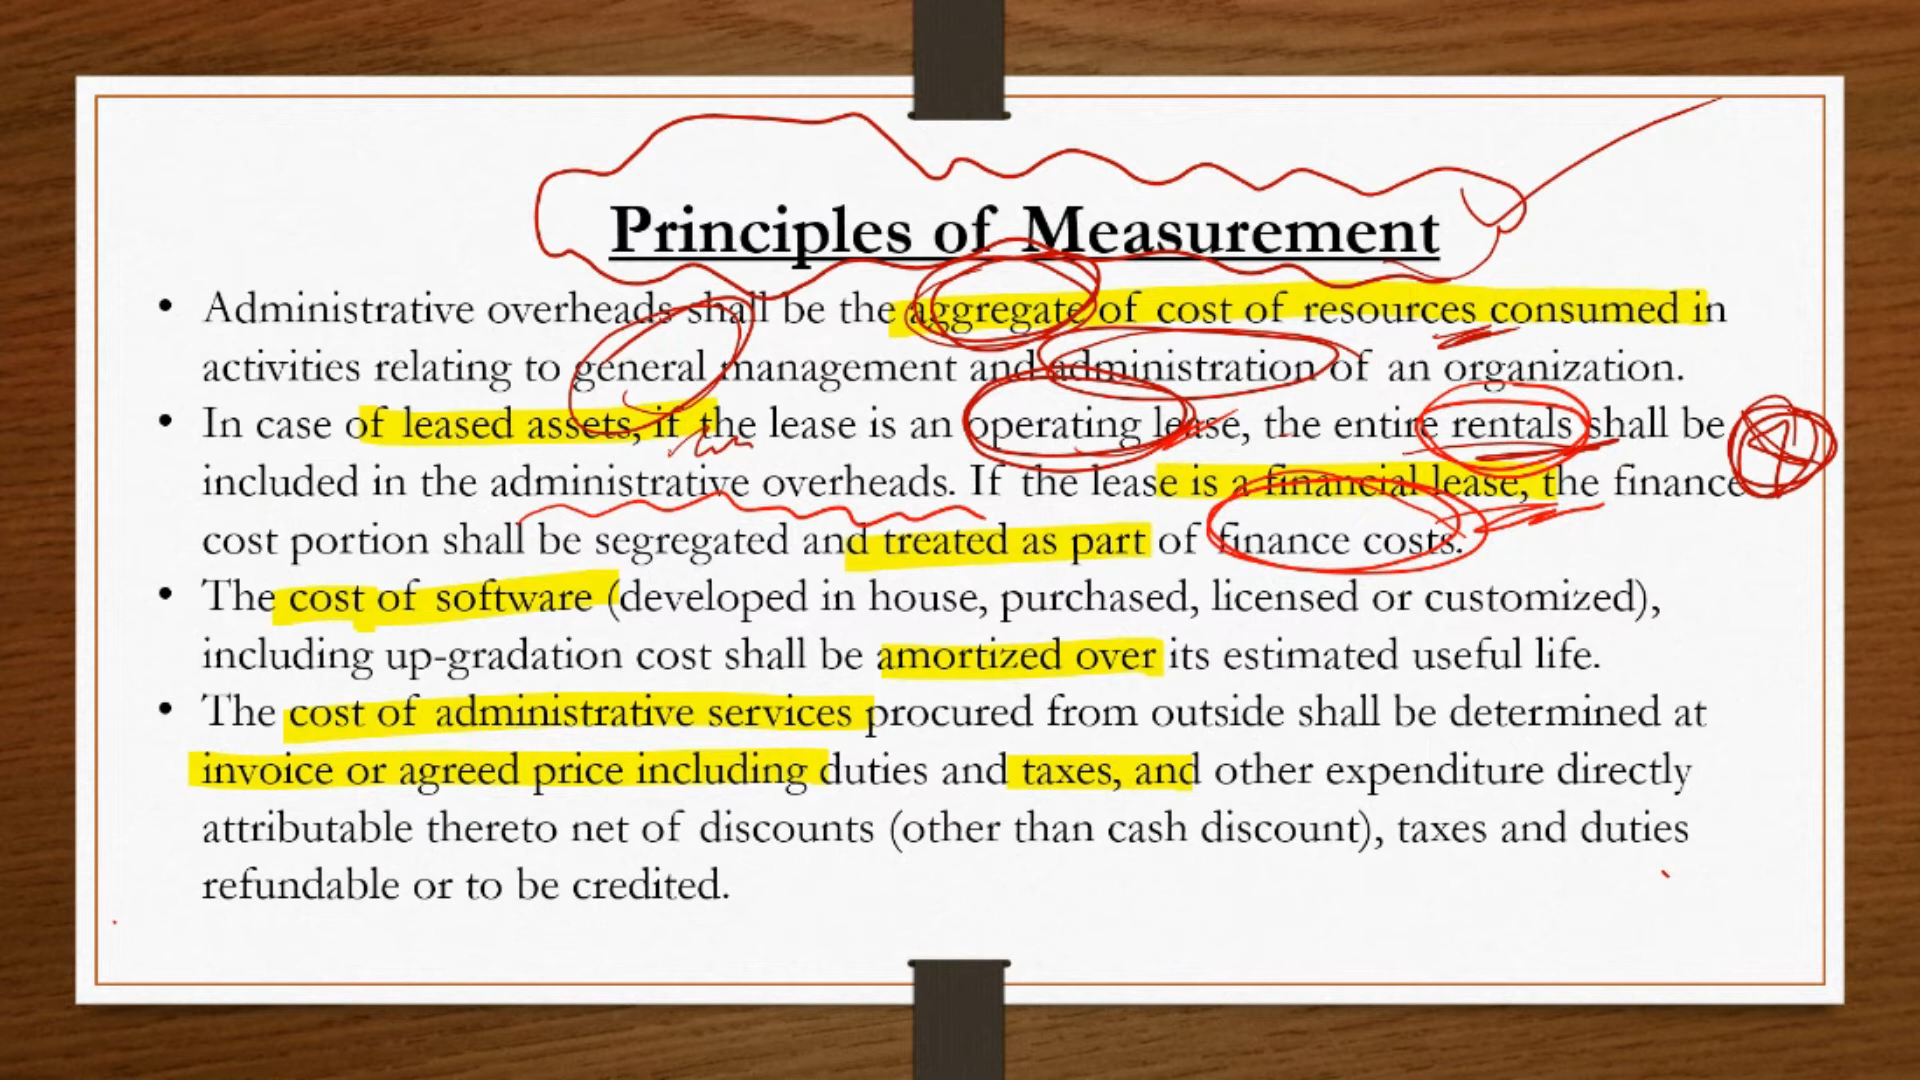 Principles of Measurement
• Administrative overheads shall be the aggregate of cost of resources consumed in
activities relating to general management and administration of an organization.
• In case of leased assets, if the lease is an operating lease, the entire rentals shall be
included in the administrative overheads. If the lease is a financial lease, the finance
cost portion shall be segregated and treated as part of finance costs.
• The cost of software (developed in house, purchased, licensed or customized),
including up-gradation cost shall be amortized over its estimated useful life.
• The cost of administrative services procured from outside shall be determined at
invoice or agreed price including duties and taxes, and other expenditure directly
attributable thereto net of discounts (other than cash discount), taxes and duties
refundable or to be credited.